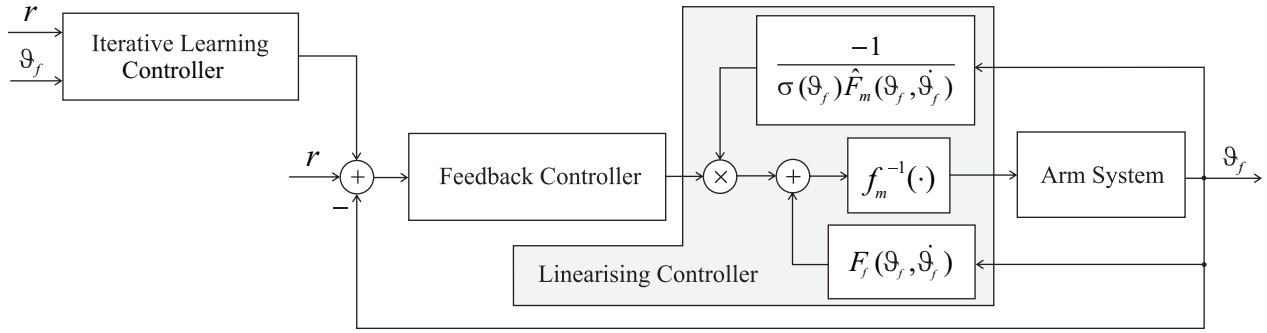 r
ϑ_f
Iterative Learning
Controller
−1
σ(ϑ_f)F̂_m(ϑ_f,ϑ̇_f)
r
+
−
Feedback Controller
×
+
f_m^{−1}(·)
Arm System
ϑ_f
F_f(ϑ_f,ϑ̇_f)
Linearising Controller